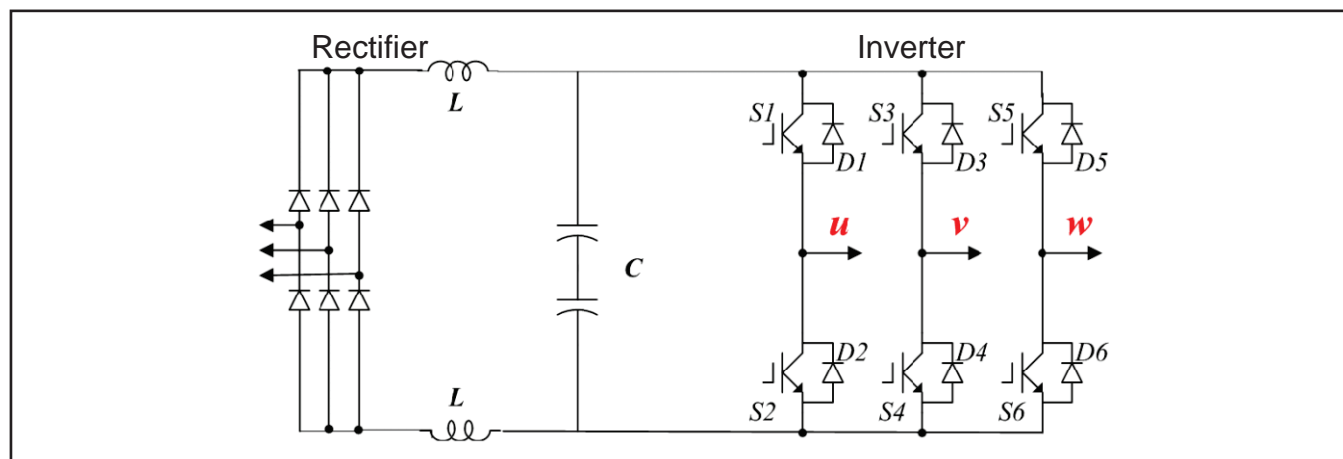 Rectifier
Inverter
L
S1
S3
S5
D1
D3
D5
u
v
w
C
D2
D4
D6
L
S2
S4
S6